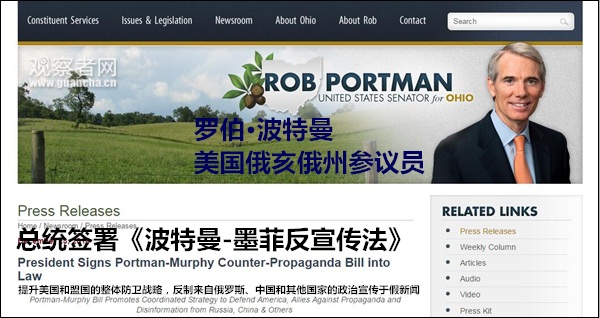 Constituent Services Issues & Legislation Newsroom About Ohio About Rob Contact Search
观察者网
www.guancha.cn
ROB PORTMAN
UNITED STATES SENATOR for OHIO
罗伯•波特曼
美国俄亥俄州参议员
Press Releases
Home / Newsroom / Press Releases
总统签署《波特曼-墨菲反宣传法》
President Signs Portman-Murphy Counter-Propaganda Bill into
Law
提升美国和盟国的整体防卫战略，反制来自俄罗斯、中国和其他国家的政治宣传于假新闻
Portman-Murphy Bill Promotes Coordinated Strategy to Defend America, Allies Against Propaganda and
Disinformation from Russia, China & Others
RELATED LINKS
Press Releases
Weekly Column
Articles
Audio
Video
Press Kit